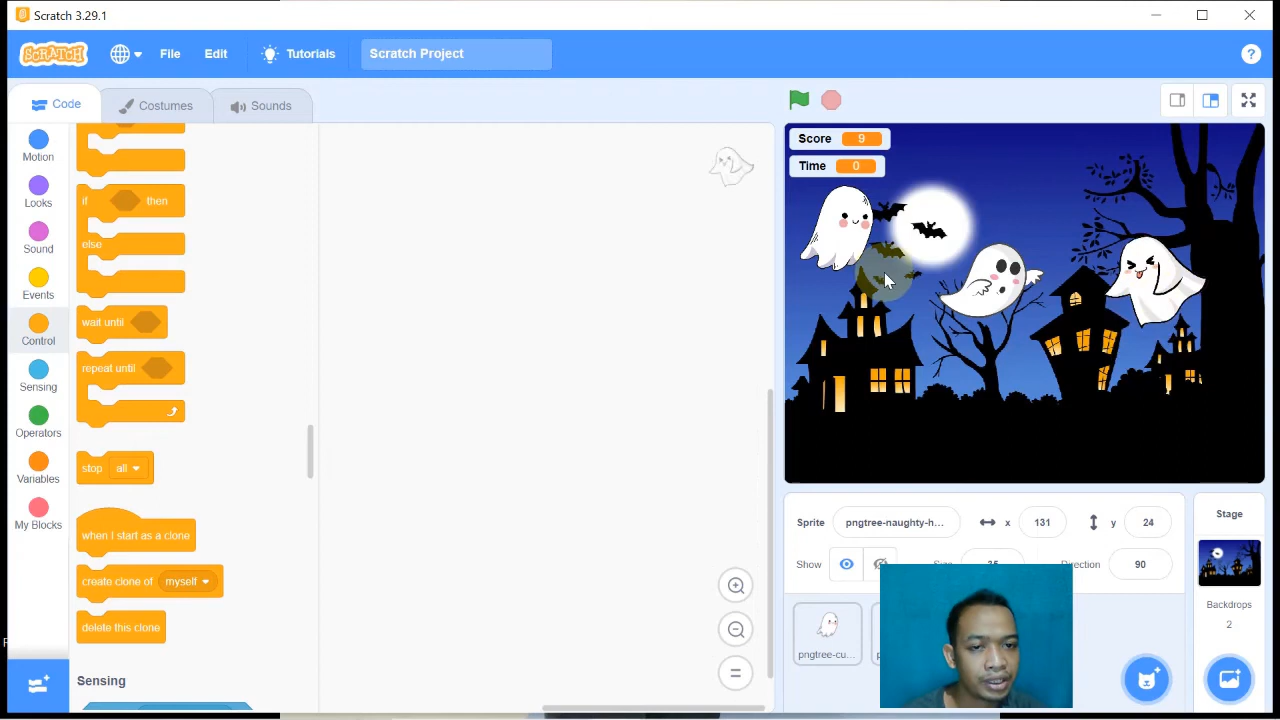 Scratch 3.29.1
SCRATCH
File
Edit
Tutorials
Scratch Project
?
Code
Costumes
Sounds
Motion
Looks
Sound
Events
Control
Sensing
Operators
Variables
My Blocks
if then
else
wait until
repeat until
stop all
when I start as a clone
create clone of myself
delete this clone
Sensing
Score 9
Time 0
Sprite pngtree-naughty-h... x 131 y 24
Show Size 35 Direction 90
pngtree-cu...
Stage
Backdrops
2